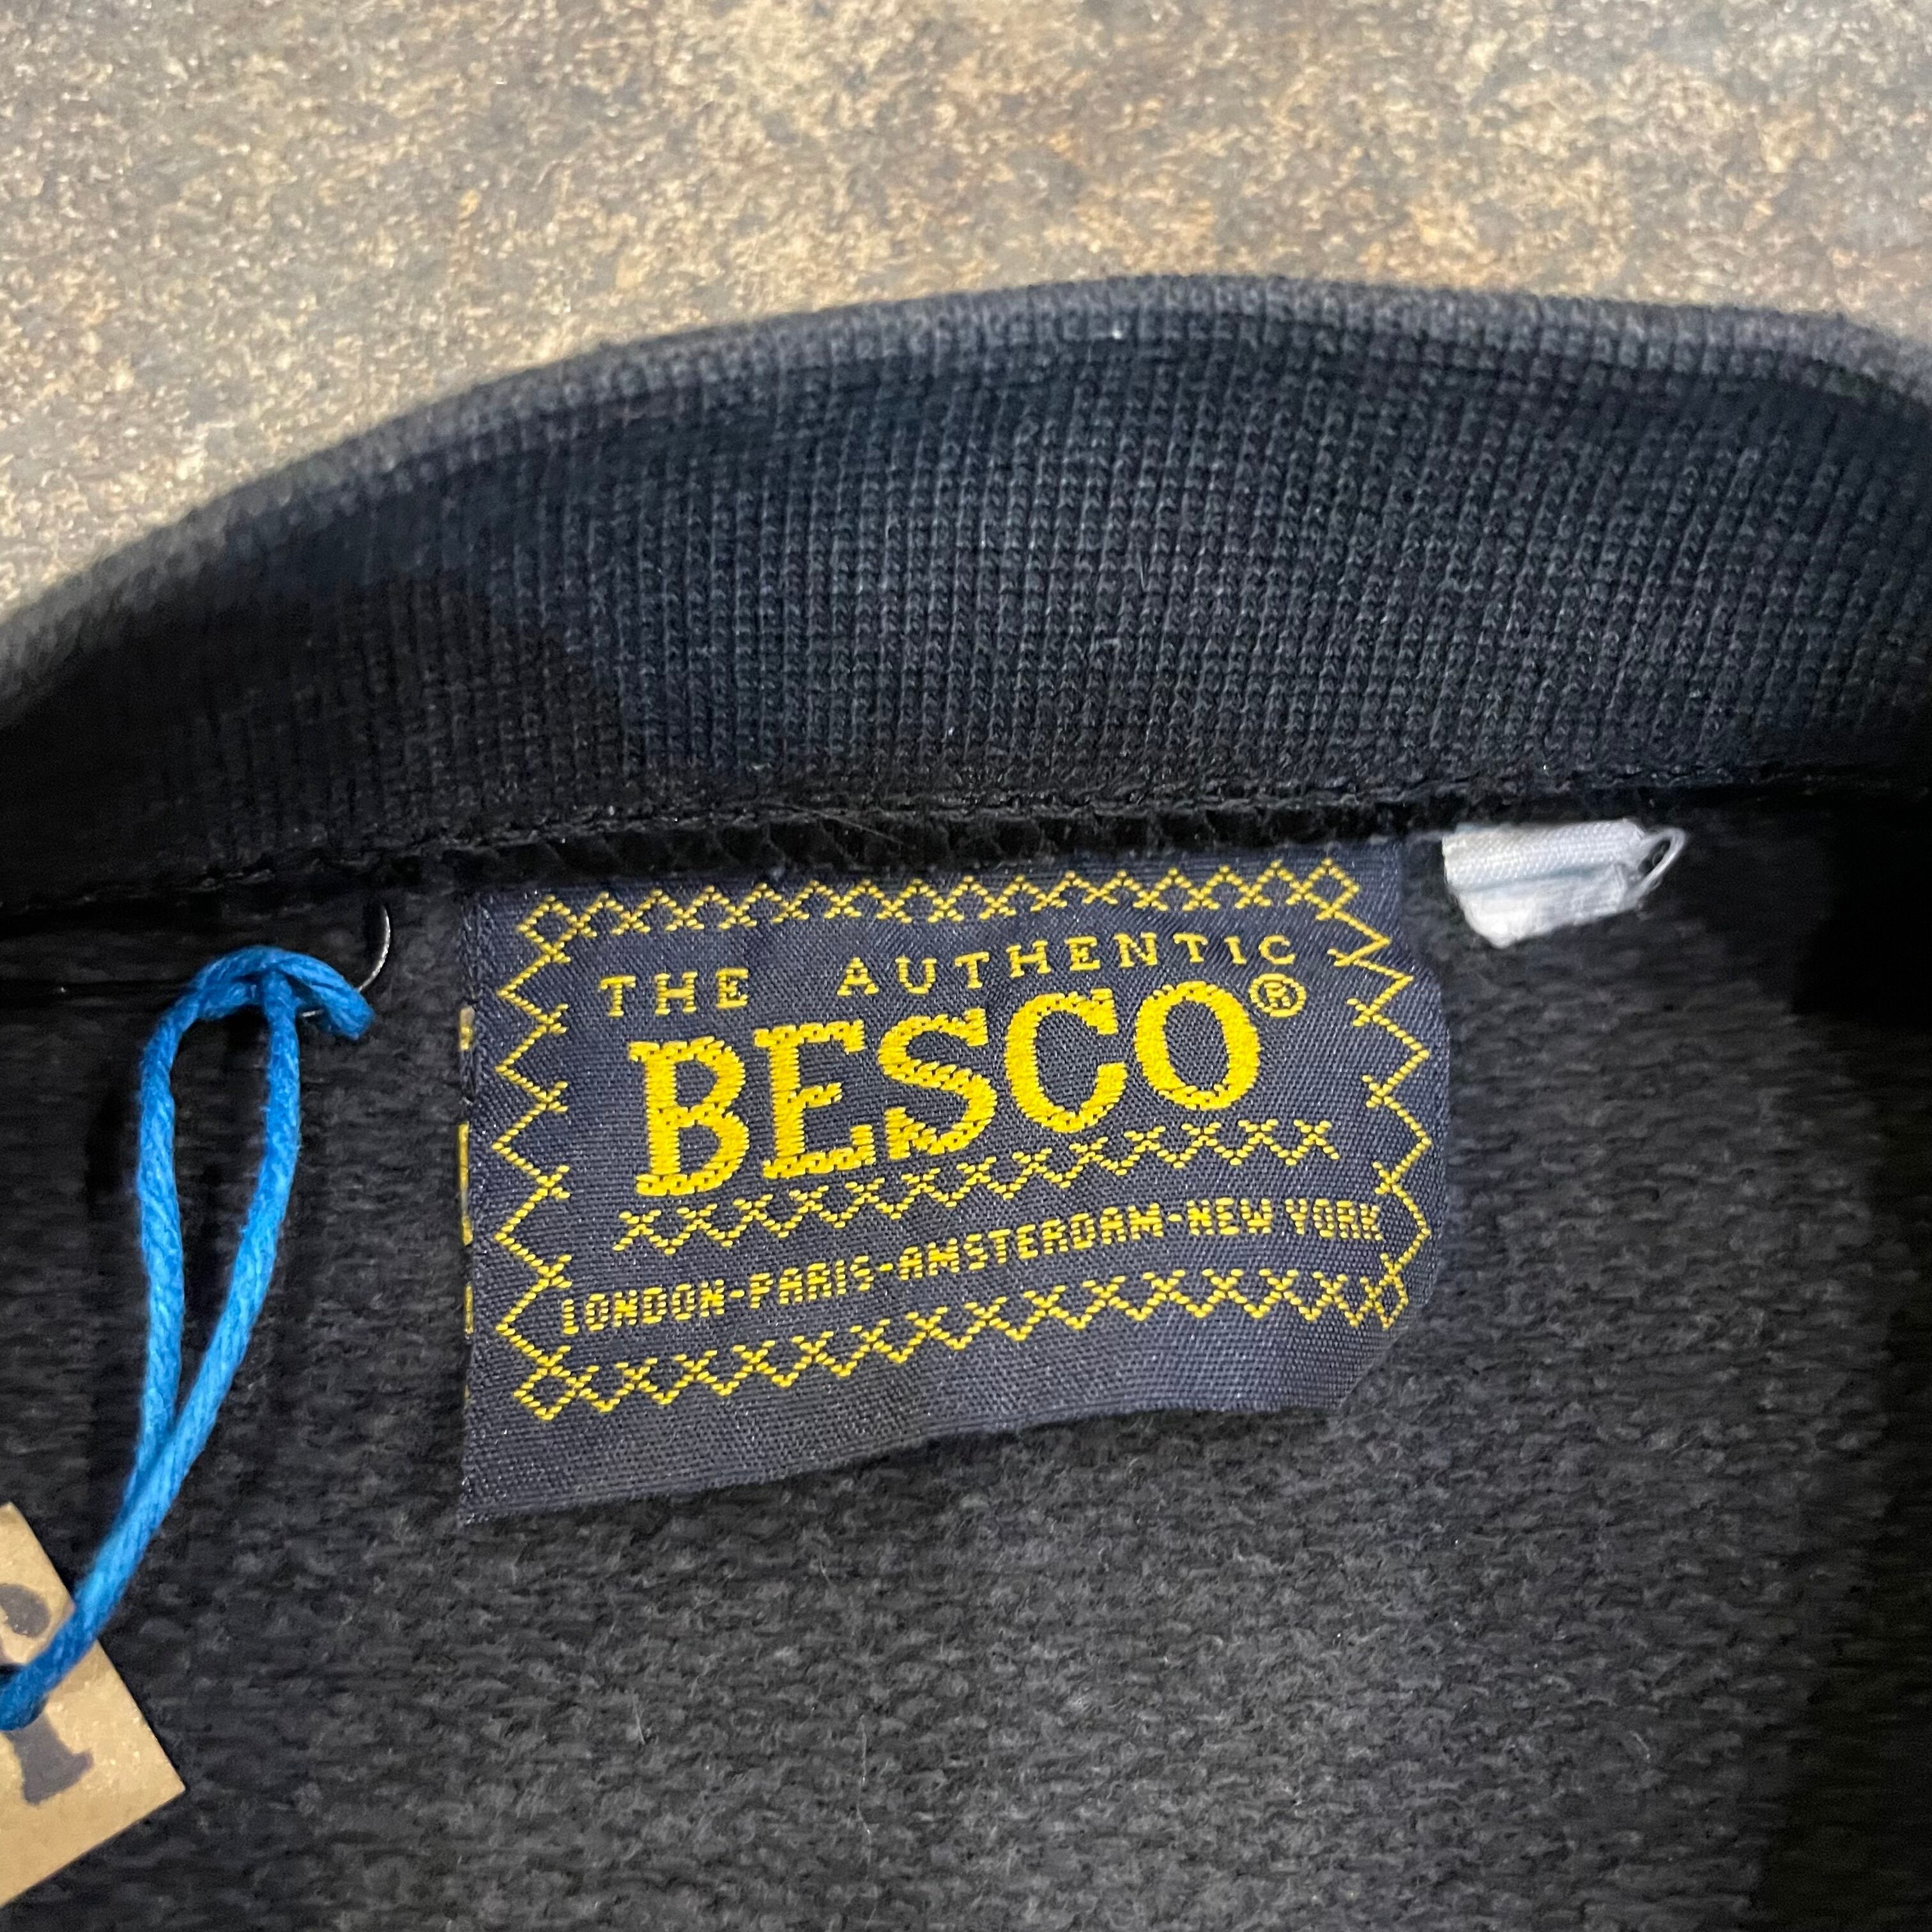 THE AUTHENTIC
BESCO®
LONDON-PARIS-AMSTERDAM-NEW YORK